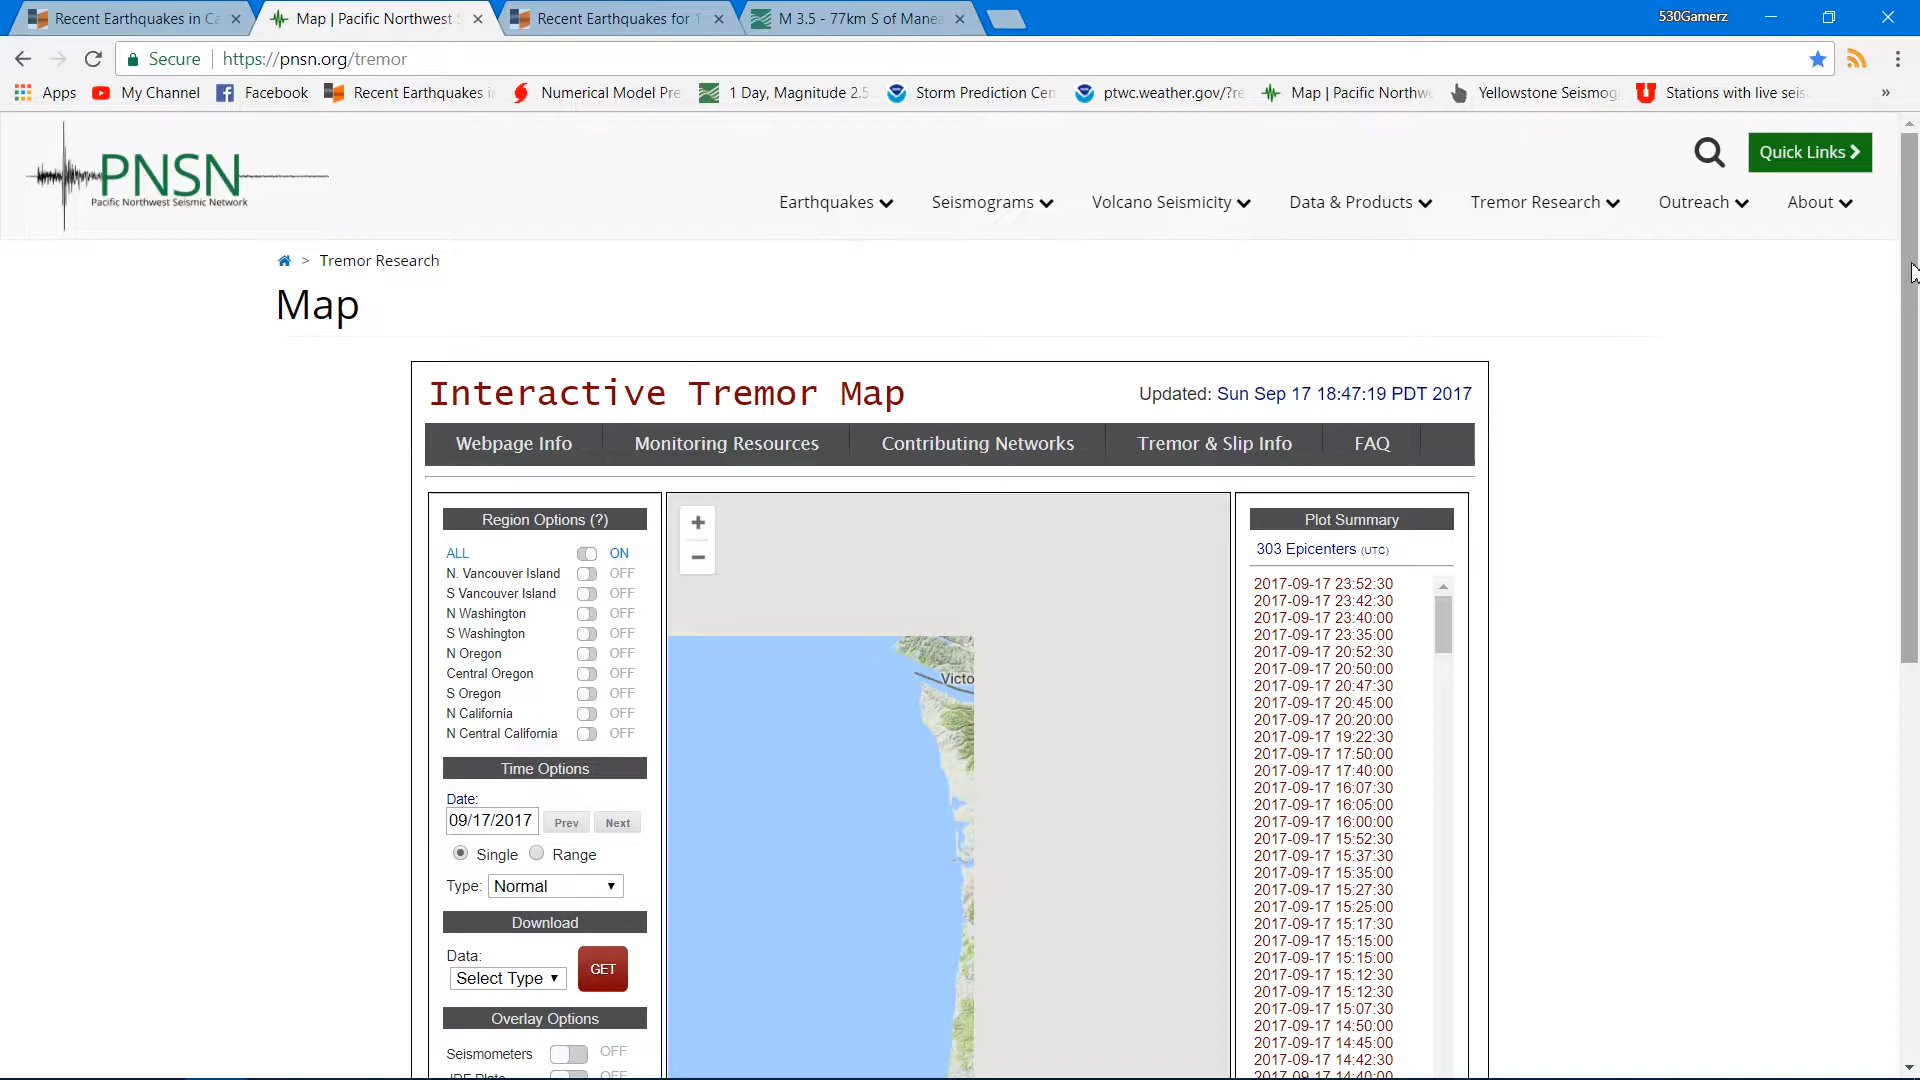 Recent Earthquakes in Ca
Map | Pacific Northwest S
Recent Earthquakes for T
M 3.5 - 77km S of Manea
530Gamerz
Secure
https://pnsn.org/tremor
Apps
My Channel
Facebook
Recent Earthquakes i
Numerical Model Pre
1 Day, Magnitude 2.5
Storm Prediction Cen
ptwc.weather.gov/?re
Map | Pacific Northwe
Yellowstone Seismog
Stations with live seis
»
PNSN
Pacific Northwest Seismic Network
Quick Links
Earthquakes
Seismograms
Volcano Seismicity
Data & Products
Tremor Research
Outreach
About
> Tremor Research
Map
Interactive Tremor Map
Updated: Sun Sep 17 18:47:19 PDT 2017
Webpage Info
Monitoring Resources
Contributing Networks
Tremor & Slip Info
FAQ
Region Options (?)
ALL ON
N. Vancouver Island OFF
S Vancouver Island OFF
N Washington OFF
S Washington OFF
N Oregon OFF
Central Oregon OFF
S Oregon OFF
N California OFF
N Central California OFF
Time Options
Date:
09/17/2017 Prev Next
Single Range
Type: Normal
Download
Data:
Select Type
GET
Overlay Options
Seismometers OFF
+
−
Victo
Plot Summary
303 Epicenters (UTC)
2017-09-17 23:52:30
2017-09-17 23:42:30
2017-09-17 23:40:00
2017-09-17 23:35:00
2017-09-17 20:52:30
2017-09-17 20:50:00
2017-09-17 20:47:30
2017-09-17 20:45:00
2017-09-17 20:20:00
2017-09-17 19:22:30
2017-09-17 17:50:00
2017-09-17 17:40:00
2017-09-17 16:07:30
2017-09-17 16:05:00
2017-09-17 16:00:00
2017-09-17 15:52:30
2017-09-17 15:37:30
2017-09-17 15:35:00
2017-09-17 15:27:30
2017-09-17 15:25:00
2017-09-17 15:17:30
2017-09-17 15:15:00
2017-09-17 15:15:00
2017-09-17 15:12:30
2017-09-17 15:12:30
2017-09-17 15:07:30
2017-09-17 14:50:00
2017-09-17 14:45:00
2017-09-17 14:42:30
2017-09-17 14:40:00